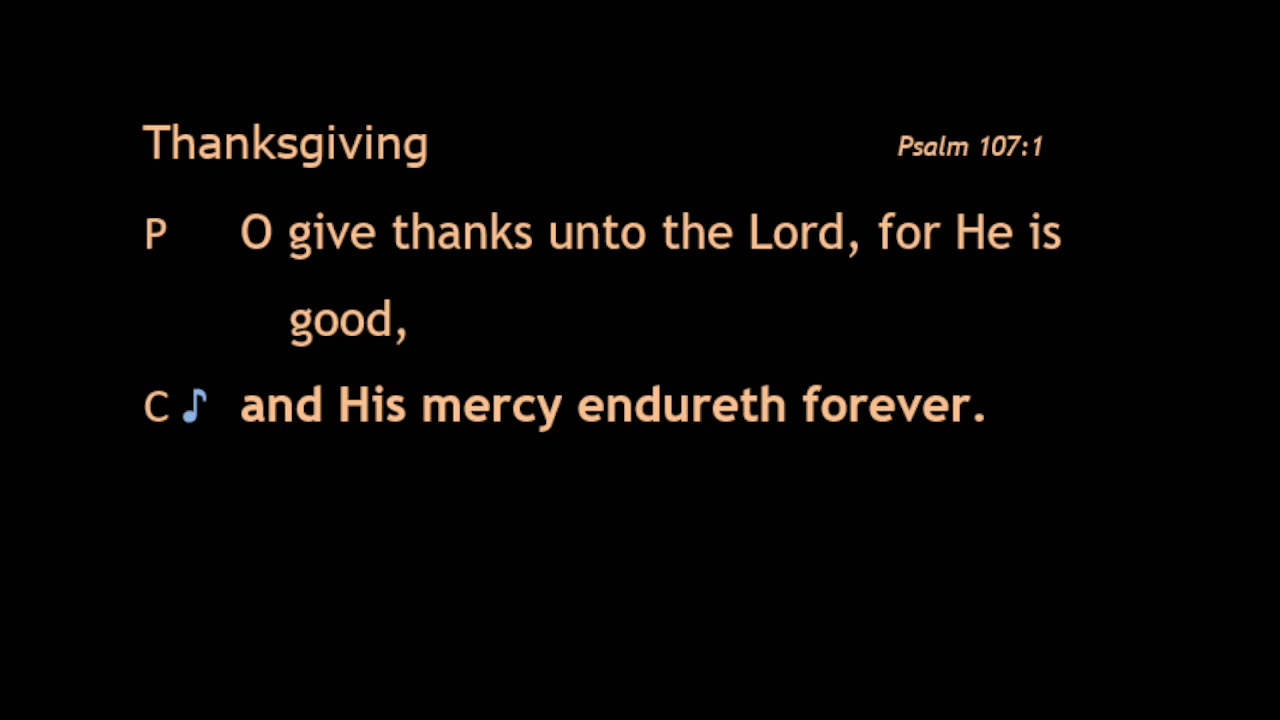 Thanksgiving Psalm 107:1
P O give thanks unto the Lord, for He is
good,
C ♪ and His mercy endureth forever.